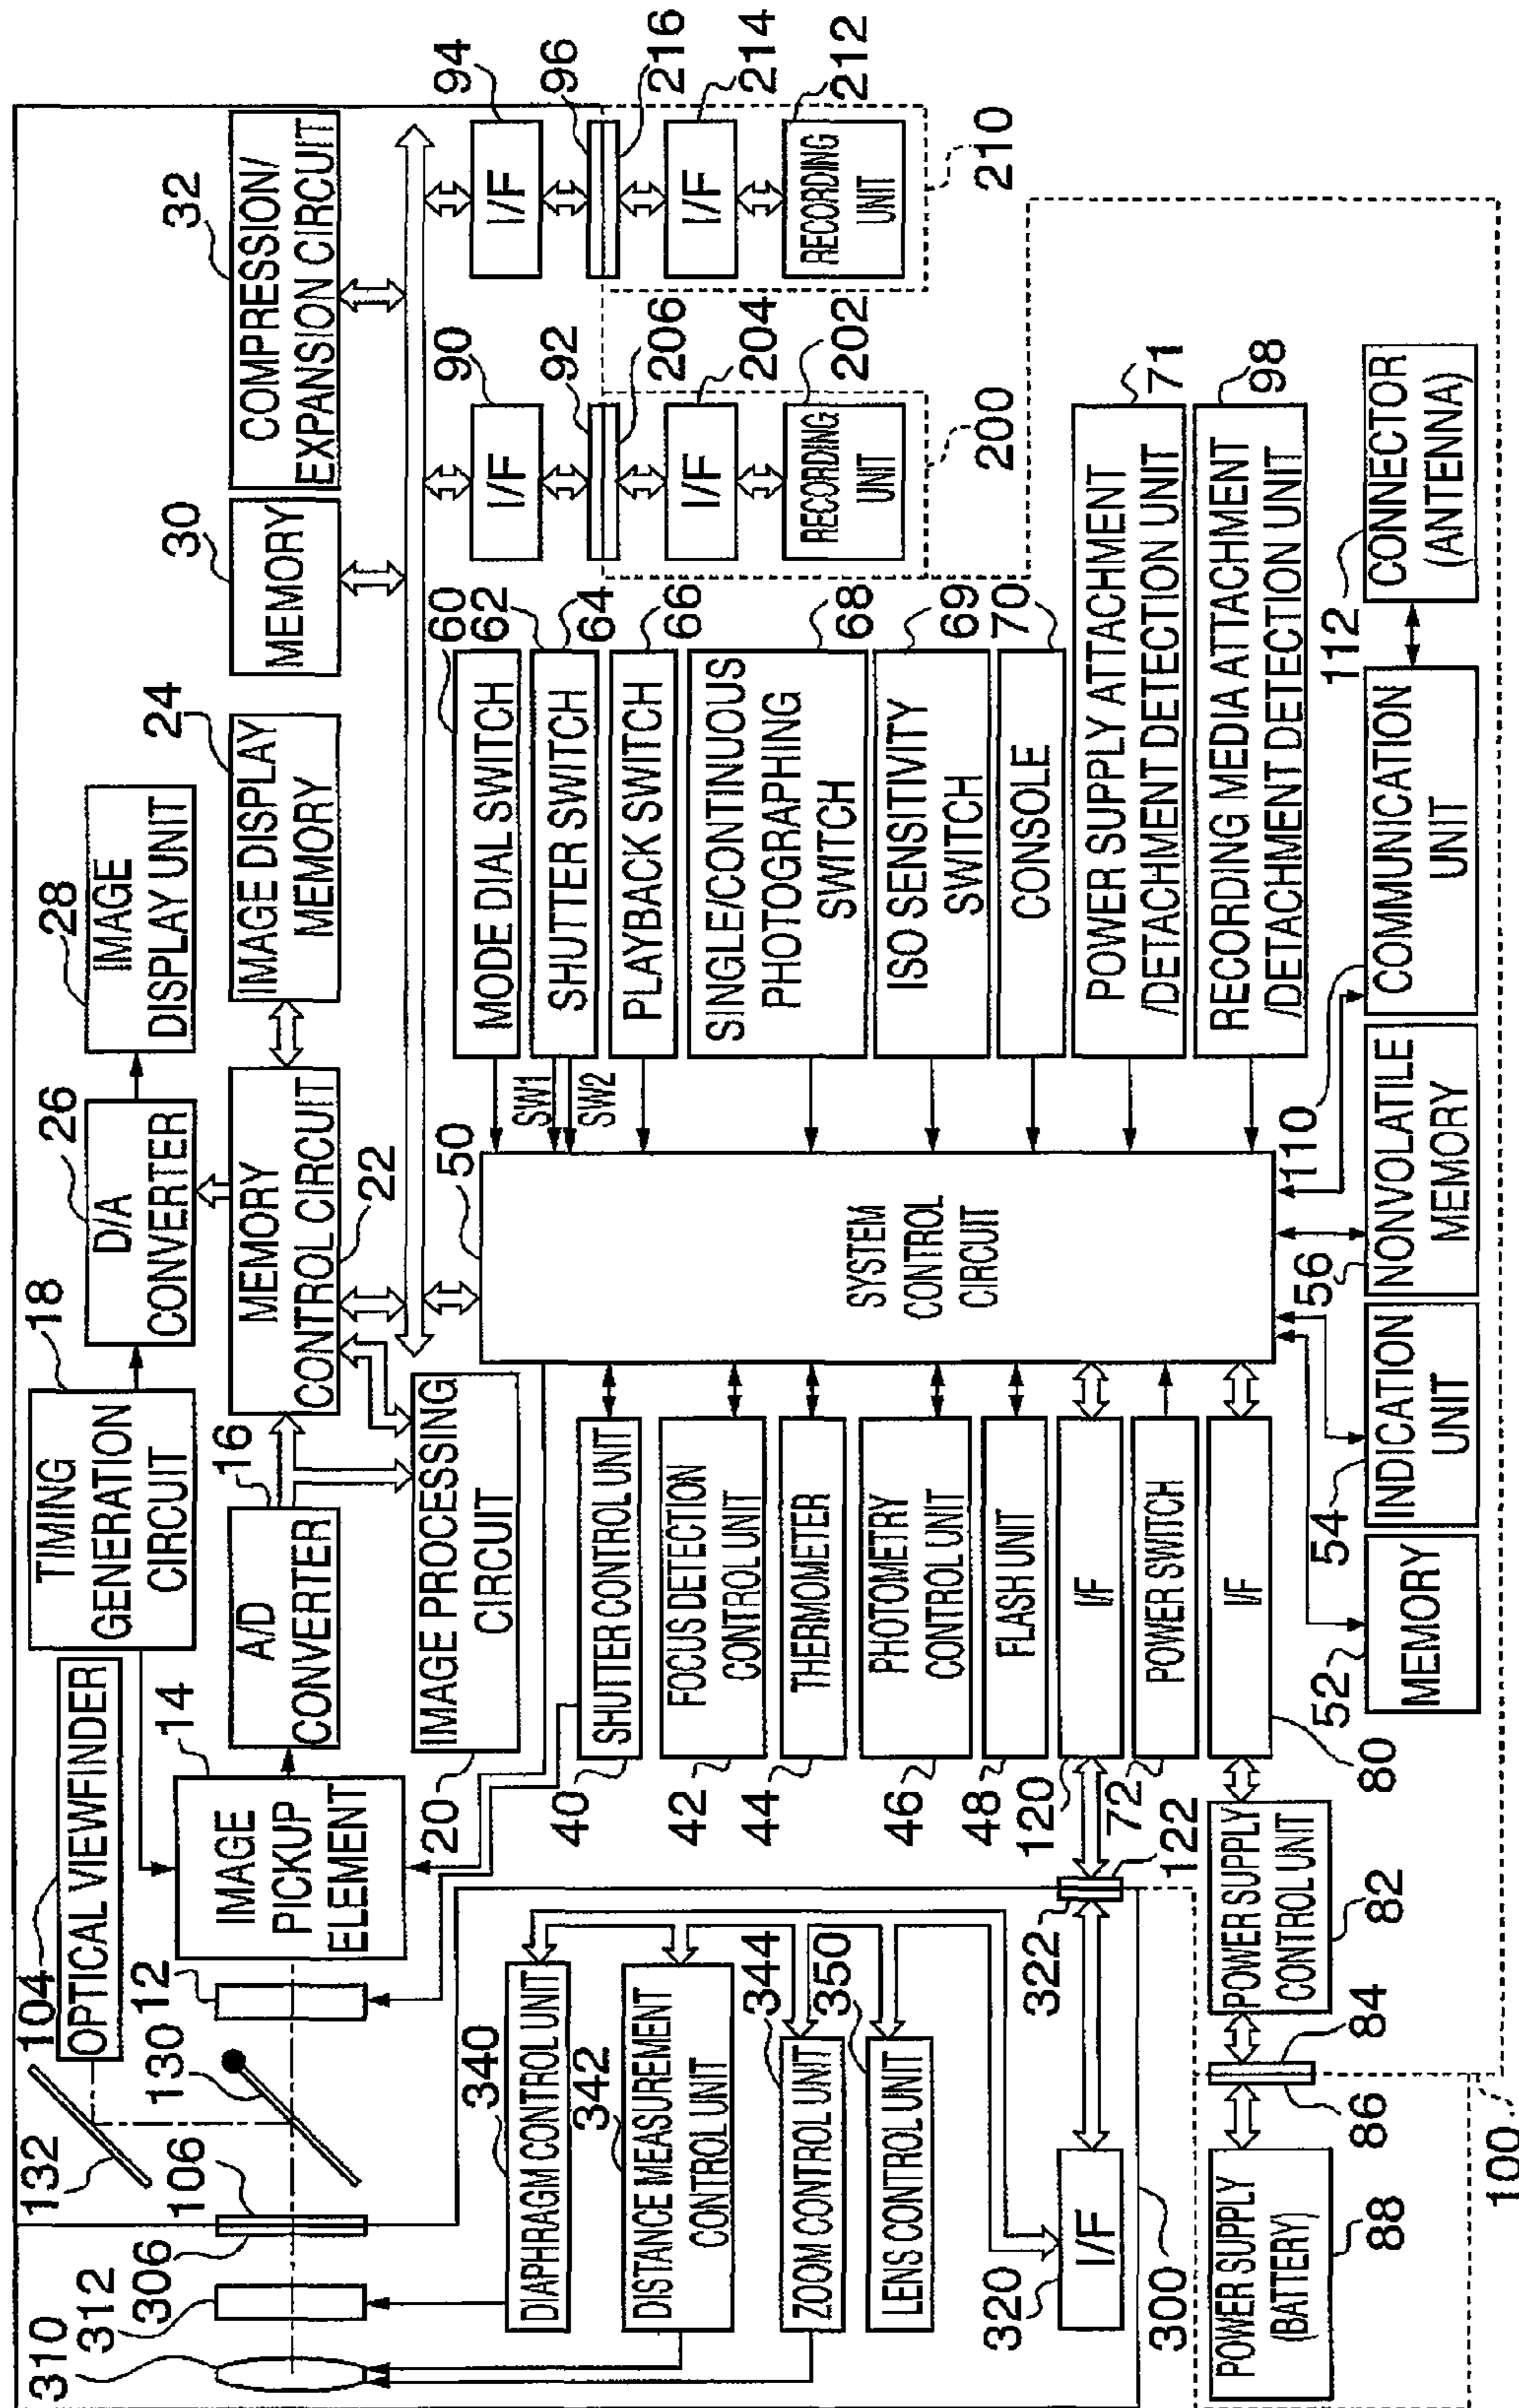 310
312
306
106
132
130
104
OPTICAL VIEWFINDER
12
14
IMAGE
PICKUP
ELEMENT
TIMING
GENERATION
CIRCUIT
18
A/D
CONVERTER
16
D/A
CONVERTER
26
IMAGE
DISPLAY UNIT
28
MEMORY
CONTROL CIRCUIT
22
IMAGE DISPLAY
MEMORY
24
MEMORY
30
COMPRESSION/
EXPANSION CIRCUIT
32
IMAGE PROCESSING
CIRCUIT
20
DIAPHRAGM CONTROL UNIT
340
DISTANCE MEASUREMENT
CONTROL UNIT
342
ZOOM CONTROL UNIT
344
LENS CONTROL UNIT
350
I/F
320
300
322
122
SHUTTER CONTROL UNIT
40
FOCUS DETECTION
CONTROL UNIT
42
THERMOMETER
44
PHOTOMETRY
CONTROL UNIT
46
FLASH UNIT
48
I/F
120
POWER SWITCH
72
I/F
80
SYSTEM
CONTROL
CIRCUIT
50
SW1
SW2
MODE DIAL SWITCH
60
SHUTTER SWITCH
62
64
PLAYBACK SWITCH
66
SINGLE/CONTINUOUS
PHOTOGRAPHING
SWITCH
68
ISO SENSITIVITY
SWITCH
69
CONSOLE
70
POWER SUPPLY ATTACHMENT
/DETACHMENT DETECTION UNIT
71
RECORDING MEDIA ATTACHMENT
/DETACHMENT DETECTION UNIT
98
I/F
90
92
206
I/F
204
RECORDING
UNIT
202
200
I/F
94
96
216
I/F
214
RECORDING
UNIT
212
210
POWER SUPPLY
(BATTERY)
88
86
84
POWER SUPPLY
CONTROL UNIT
82
100
MEMORY
52
INDICATION
UNIT
54
NONVOLATILE
MEMORY
56
COMMUNICATION
UNIT
110
CONNECTOR
(ANTENNA)
112